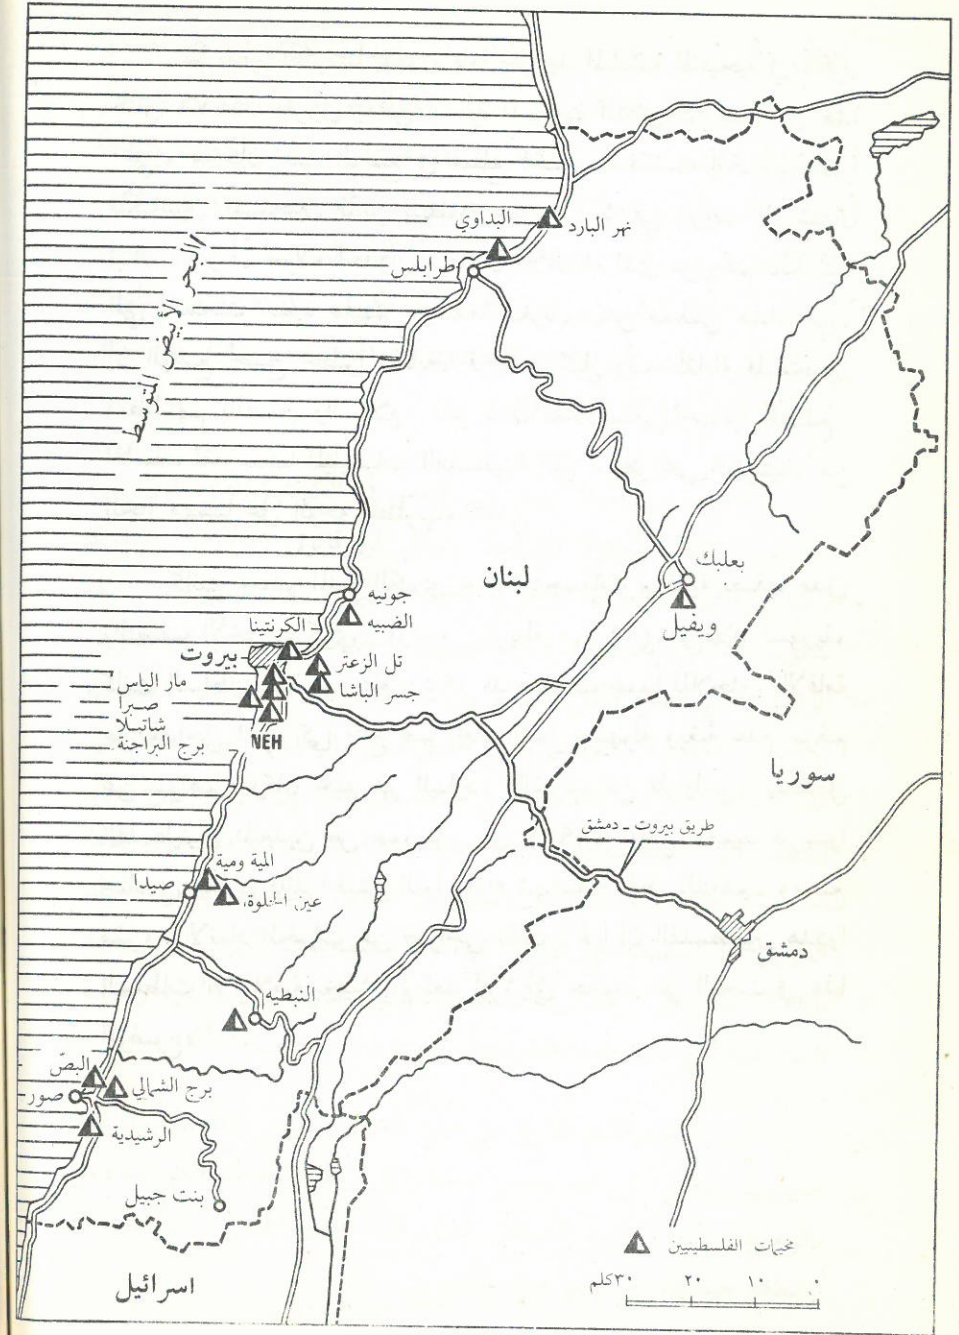 البداوي
نهر البارد
طرابلس
البحر الأبيض المتوسط
بعلبك
ويفيل
لبنان
جونيه
الضبيه
الكرنتينا
بيروت
تل الزعتر
جسر الباشا
مار الياس
صبرا
شاتيلا
برج البراجنة
NEH
سوريا
طريق بيروت - دمشق
المية ومية
صيدا
عين الحلوة
دمشق
النبطيه
البصّ
برج الشمالي
صور
الرشيدية
بنت جبيل
مخيمات الفلسطينيين
٣٠كلم ٢٠ ١٠ ٠
اسرائيل